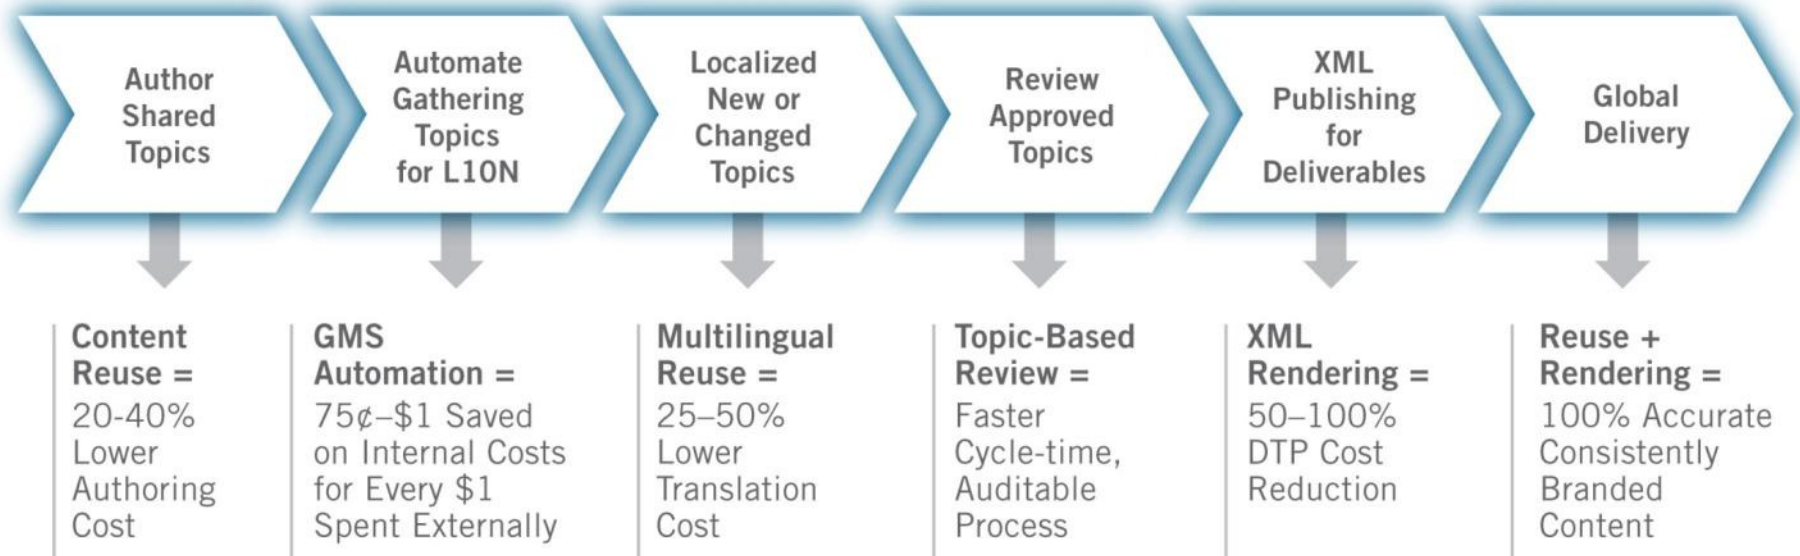 Author
Shared
Topics
Automate
Gathering
Topics
for L10N
Localized
New or
Changed
Topics
Review
Approved
Topics
XML
Publishing
for
Deliverables
Global
Delivery
Content
Reuse =
20-40%
Lower
Authoring
Cost
GMS
Automation =
75¢–$1 Saved
on Internal Costs
for Every $1
Spent Externally
Multilingual
Reuse =
25–50%
Lower
Translation
Cost
Topic-Based
Review =
Faster
Cycle-time,
Auditable
Process
XML
Rendering =
50–100%
DTP Cost
Reduction
Reuse +
Rendering =
100% Accurate
Consistently
Branded
Content